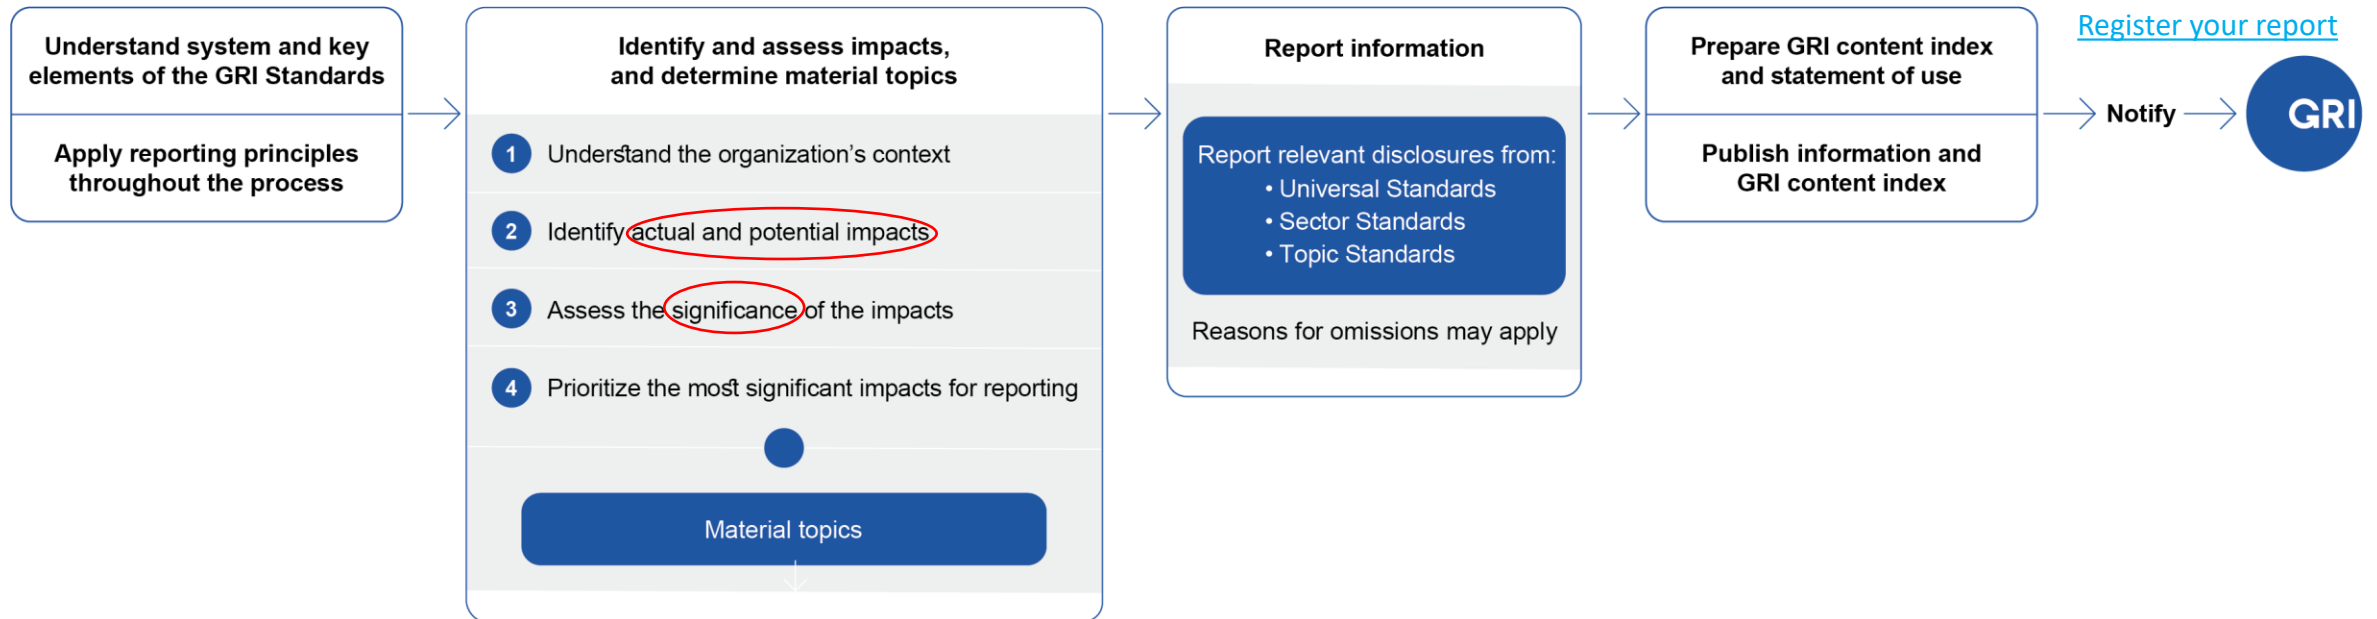 Understand system and key
elements of the GRI Standards
Apply reporting principles
throughout the process
Identify and assess impacts,
and determine material topics
1 Understand the organization's context
2 Identify actual and potential impacts
3 Assess the significance of the impacts
4 Prioritize the most significant impacts for reporting
Material topics
Report information
Report relevant disclosures from:
• Universal Standards
• Sector Standards
• Topic Standards
Reasons for omissions may apply
Prepare GRI content index
and statement of use
Publish information and
GRI content index
Register your report
Notify
GRI